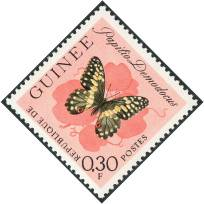 REPUBLIQUE DE
GUINEE
Papilio Demodocus
0,30
F
POSTES